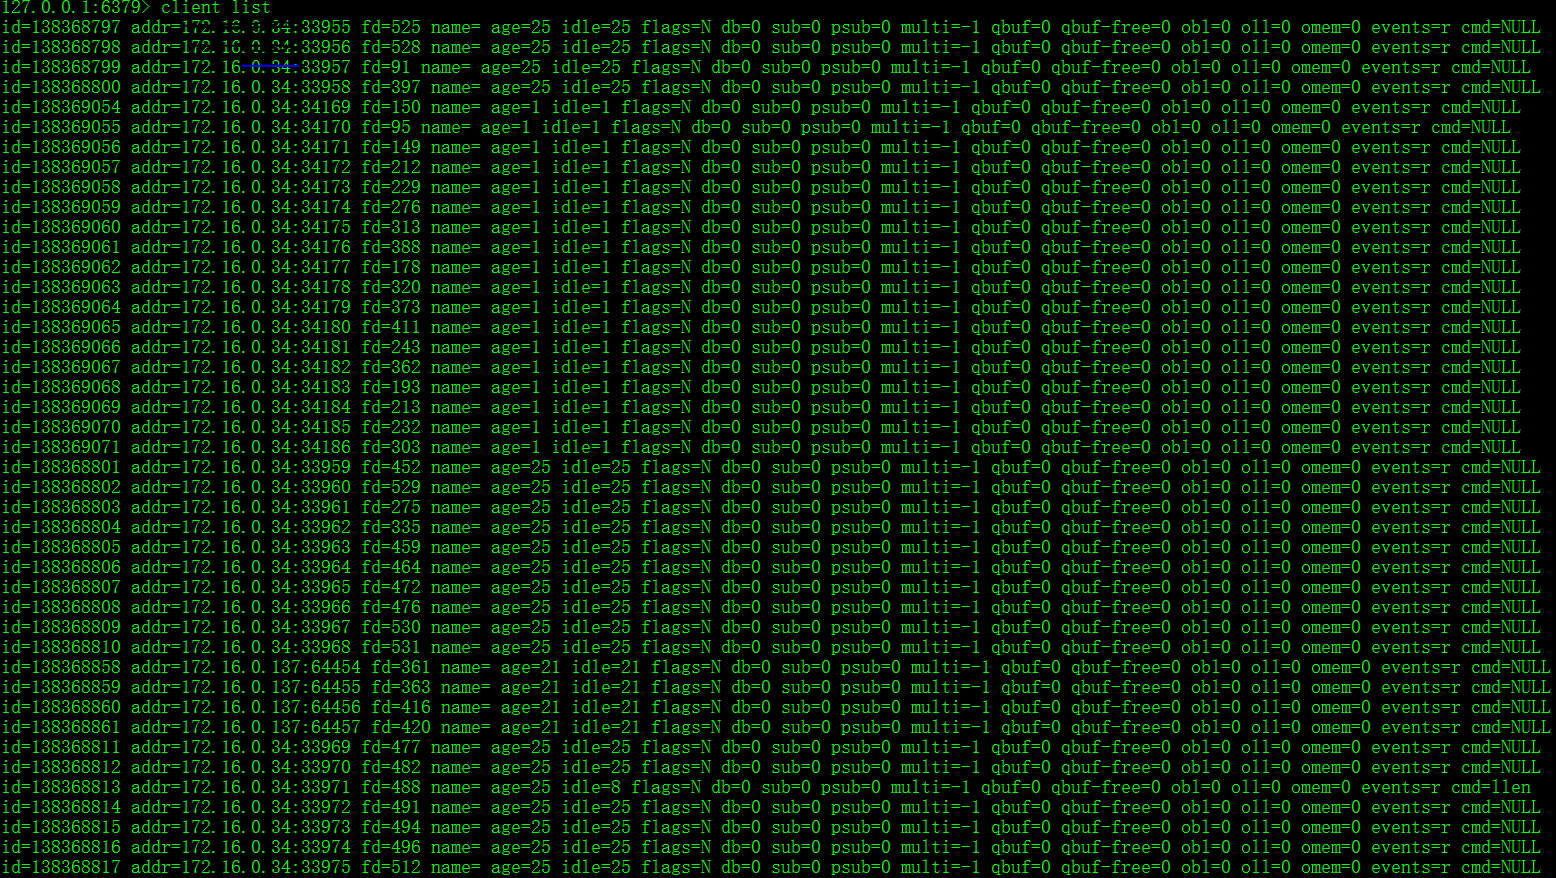 127.0.0.1:6379> client list
id=138368797 addr=172.16.0.34:33955 fd=525 name= age=25 idle=25 flags=N db=0 sub=0 psub=0 multi=-1 qbuf=0 qbuf-free=0 obl=0 oll=0 omem=0 events=r cmd=NULL
id=138368798 addr=172.16.0.34:33956 fd=528 name= age=25 idle=25 flags=N db=0 sub=0 psub=0 multi=-1 qbuf=0 qbuf-free=0 obl=0 oll=0 omem=0 events=r cmd=NULL
id=138368799 addr=172.16.0.34:33957 fd=91 name= age=25 idle=25 flags=N db=0 sub=0 psub=0 multi=-1 qbuf=0 qbuf-free=0 obl=0 oll=0 omem=0 events=r cmd=NULL
id=138368800 addr=172.16.0.34:33958 fd=397 name= age=25 idle=25 flags=N db=0 sub=0 psub=0 multi=-1 qbuf=0 qbuf-free=0 obl=0 oll=0 omem=0 events=r cmd=NULL
id=138369054 addr=172.16.0.34:34169 fd=150 name= age=1 idle=1 flags=N db=0 sub=0 psub=0 multi=-1 qbuf=0 qbuf-free=0 obl=0 oll=0 omem=0 events=r cmd=NULL
id=138369055 addr=172.16.0.34:34170 fd=95 name= age=1 idle=1 flags=N db=0 sub=0 psub=0 multi=-1 qbuf=0 qbuf-free=0 obl=0 oll=0 omem=0 events=r cmd=NULL
id=138369056 addr=172.16.0.34:34171 fd=149 name= age=1 idle=1 flags=N db=0 sub=0 psub=0 multi=-1 qbuf=0 qbuf-free=0 obl=0 oll=0 omem=0 events=r cmd=NULL
id=138369057 addr=172.16.0.34:34172 fd=212 name= age=1 idle=1 flags=N db=0 sub=0 psub=0 multi=-1 qbuf=0 qbuf-free=0 obl=0 oll=0 omem=0 events=r cmd=NULL
id=138369058 addr=172.16.0.34:34173 fd=229 name= age=1 idle=1 flags=N db=0 sub=0 psub=0 multi=-1 qbuf=0 qbuf-free=0 obl=0 oll=0 omem=0 events=r cmd=NULL
id=138369059 addr=172.16.0.34:34174 fd=276 name= age=1 idle=1 flags=N db=0 sub=0 psub=0 multi=-1 qbuf=0 qbuf-free=0 obl=0 oll=0 omem=0 events=r cmd=NULL
id=138369060 addr=172.16.0.34:34175 fd=313 name= age=1 idle=1 flags=N db=0 sub=0 psub=0 multi=-1 qbuf=0 qbuf-free=0 obl=0 oll=0 omem=0 events=r cmd=NULL
id=138369061 addr=172.16.0.34:34176 fd=388 name= age=1 idle=1 flags=N db=0 sub=0 psub=0 multi=-1 qbuf=0 qbuf-free=0 obl=0 oll=0 omem=0 events=r cmd=NULL
id=138369062 addr=172.16.0.34:34177 fd=178 name= age=1 idle=1 flags=N db=0 sub=0 psub=0 multi=-1 qbuf=0 qbuf-free=0 obl=0 oll=0 omem=0 events=r cmd=NULL
id=138369063 addr=172.16.0.34:34178 fd=320 name= age=1 idle=1 flags=N db=0 sub=0 psub=0 multi=-1 qbuf=0 qbuf-free=0 obl=0 oll=0 omem=0 events=r cmd=NULL
id=138369064 addr=172.16.0.34:34179 fd=373 name= age=1 idle=1 flags=N db=0 sub=0 psub=0 multi=-1 qbuf=0 qbuf-free=0 obl=0 oll=0 omem=0 events=r cmd=NULL
id=138369065 addr=172.16.0.34:34180 fd=411 name= age=1 idle=1 flags=N db=0 sub=0 psub=0 multi=-1 qbuf=0 qbuf-free=0 obl=0 oll=0 omem=0 events=r cmd=NULL
id=138369066 addr=172.16.0.34:34181 fd=243 name= age=1 idle=1 flags=N db=0 sub=0 psub=0 multi=-1 qbuf=0 qbuf-free=0 obl=0 oll=0 omem=0 events=r cmd=NULL
id=138369067 addr=172.16.0.34:34182 fd=362 name= age=1 idle=1 flags=N db=0 sub=0 psub=0 multi=-1 qbuf=0 qbuf-free=0 obl=0 oll=0 omem=0 events=r cmd=NULL
id=138369068 addr=172.16.0.34:34183 fd=193 name= age=1 idle=1 flags=N db=0 sub=0 psub=0 multi=-1 qbuf=0 qbuf-free=0 obl=0 oll=0 omem=0 events=r cmd=NULL
id=138369069 addr=172.16.0.34:34184 fd=213 name= age=1 idle=1 flags=N db=0 sub=0 psub=0 multi=-1 qbuf=0 qbuf-free=0 obl=0 oll=0 omem=0 events=r cmd=NULL
id=138369070 addr=172.16.0.34:34185 fd=232 name= age=1 idle=1 flags=N db=0 sub=0 psub=0 multi=-1 qbuf=0 qbuf-free=0 obl=0 oll=0 omem=0 events=r cmd=NULL
id=138369071 addr=172.16.0.34:34186 fd=303 name= age=1 idle=1 flags=N db=0 sub=0 psub=0 multi=-1 qbuf=0 qbuf-free=0 obl=0 oll=0 omem=0 events=r cmd=NULL
id=138368801 addr=172.16.0.34:33959 fd=452 name= age=25 idle=25 flags=N db=0 sub=0 psub=0 multi=-1 qbuf=0 qbuf-free=0 obl=0 oll=0 omem=0 events=r cmd=NULL
id=138368802 addr=172.16.0.34:33960 fd=529 name= age=25 idle=25 flags=N db=0 sub=0 psub=0 multi=-1 qbuf=0 qbuf-free=0 obl=0 oll=0 omem=0 events=r cmd=NULL
id=138368803 addr=172.16.0.34:33961 fd=275 name= age=25 idle=25 flags=N db=0 sub=0 psub=0 multi=-1 qbuf=0 qbuf-free=0 obl=0 oll=0 omem=0 events=r cmd=NULL
id=138368804 addr=172.16.0.34:33962 fd=335 name= age=25 idle=25 flags=N db=0 sub=0 psub=0 multi=-1 qbuf=0 qbuf-free=0 obl=0 oll=0 omem=0 events=r cmd=NULL
id=138368805 addr=172.16.0.34:33963 fd=459 name= age=25 idle=25 flags=N db=0 sub=0 psub=0 multi=-1 qbuf=0 qbuf-free=0 obl=0 oll=0 omem=0 events=r cmd=NULL
id=138368806 addr=172.16.0.34:33964 fd=464 name= age=25 idle=25 flags=N db=0 sub=0 psub=0 multi=-1 qbuf=0 qbuf-free=0 obl=0 oll=0 omem=0 events=r cmd=NULL
id=138368807 addr=172.16.0.34:33965 fd=472 name= age=25 idle=25 flags=N db=0 sub=0 psub=0 multi=-1 qbuf=0 qbuf-free=0 obl=0 oll=0 omem=0 events=r cmd=NULL
id=138368808 addr=172.16.0.34:33966 fd=476 name= age=25 idle=25 flags=N db=0 sub=0 psub=0 multi=-1 qbuf=0 qbuf-free=0 obl=0 oll=0 omem=0 events=r cmd=NULL
id=138368809 addr=172.16.0.34:33967 fd=530 name= age=25 idle=25 flags=N db=0 sub=0 psub=0 multi=-1 qbuf=0 qbuf-free=0 obl=0 oll=0 omem=0 events=r cmd=NULL
id=138368810 addr=172.16.0.34:33968 fd=531 name= age=25 idle=25 flags=N db=0 sub=0 psub=0 multi=-1 qbuf=0 qbuf-free=0 obl=0 oll=0 omem=0 events=r cmd=NULL
id=138368858 addr=172.16.0.137:64454 fd=361 name= age=21 idle=21 flags=N db=0 sub=0 psub=0 multi=-1 qbuf=0 qbuf-free=0 obl=0 oll=0 omem=0 events=r cmd=NULL
id=138368859 addr=172.16.0.137:64455 fd=363 name= age=21 idle=21 flags=N db=0 sub=0 psub=0 multi=-1 qbuf=0 qbuf-free=0 obl=0 oll=0 omem=0 events=r cmd=NULL
id=138368860 addr=172.16.0.137:64456 fd=416 name= age=21 idle=21 flags=N db=0 sub=0 psub=0 multi=-1 qbuf=0 qbuf-free=0 obl=0 oll=0 omem=0 events=r cmd=NULL
id=138368861 addr=172.16.0.137:64457 fd=420 name= age=21 idle=21 flags=N db=0 sub=0 psub=0 multi=-1 qbuf=0 qbuf-free=0 obl=0 oll=0 omem=0 events=r cmd=NULL
id=138368811 addr=172.16.0.34:33969 fd=477 name= age=25 idle=25 flags=N db=0 sub=0 psub=0 multi=-1 qbuf=0 qbuf-free=0 obl=0 oll=0 omem=0 events=r cmd=NULL
id=138368812 addr=172.16.0.34:33970 fd=482 name= age=25 idle=25 flags=N db=0 sub=0 psub=0 multi=-1 qbuf=0 qbuf-free=0 obl=0 oll=0 omem=0 events=r cmd=NULL
id=138368813 addr=172.16.0.34:33971 fd=488 name= age=25 idle=8 flags=N db=0 sub=0 psub=0 multi=-1 qbuf=0 qbuf-free=0 obl=0 oll=0 omem=0 events=r cmd=llen
id=138368814 addr=172.16.0.34:33972 fd=491 name= age=25 idle=25 flags=N db=0 sub=0 psub=0 multi=-1 qbuf=0 qbuf-free=0 obl=0 oll=0 omem=0 events=r cmd=NULL
id=138368815 addr=172.16.0.34:33973 fd=494 name= age=25 idle=25 flags=N db=0 sub=0 psub=0 multi=-1 qbuf=0 qbuf-free=0 obl=0 oll=0 omem=0 events=r cmd=NULL
id=138368816 addr=172.16.0.34:33974 fd=496 name= age=25 idle=25 flags=N db=0 sub=0 psub=0 multi=-1 qbuf=0 qbuf-free=0 obl=0 oll=0 omem=0 events=r cmd=NULL
id=138368817 addr=172.16.0.34:33975 fd=512 name= age=25 idle=25 flags=N db=0 sub=0 psub=0 multi=-1 qbuf=0 qbuf-free=0 obl=0 oll=0 omem=0 events=r cmd=NULL